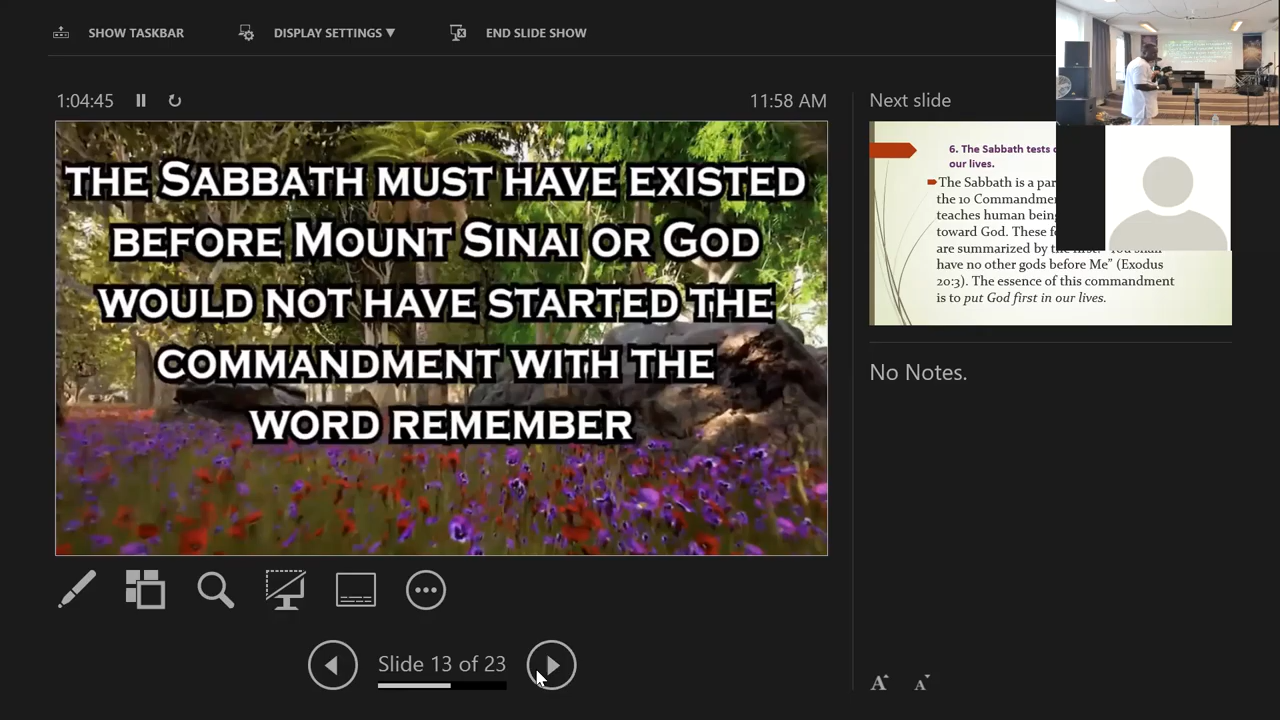 SHOW TASKBAR
DISPLAY SETTINGS ▼
END SLIDE SHOW
1:04:45
11:58 AM
THE SABBATH MUST HAVE EXISTED
BEFORE MOUNT SINAI OR GOD
WOULD NOT HAVE STARTED THE
COMMANDMENT WITH THE
WORD REMEMBER
Slide 13 of 23
Next slide
6. The Sabbath tests
our lives.
The Sabbath is a par
the 10 Commandme
teaches human bein
toward God. These
are summarized by the
have no other gods before Me” (Exodus
20:3). The essence of this commandment
is to put God first in our lives.
No Notes.
A A